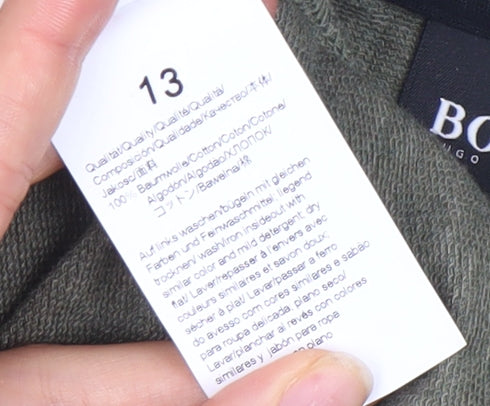 13
Qualität/Quality/Qualité/Qualità/
Composición/Qualidade/Качество/本体/
Jakość/面料
100% Baumwolle/Cotton/Coton/Cotone/
Algodón/Algodão/ХЛОПОК/
コットン/Bawełna/棉
Auf links waschen/bügeln mit gleichen
Farben und Feinwaschmittel, liegend
trocknen/ wash/iron insideout with
similar color and mild detergent, dry
flat/ Laver/repasser à l'envers avec
couleurs similaires et savon doux;
sécher à plat/ Lavar/passar a ferro
do avesso com cores similares e sabao
para roupa delicada, plano seco/
Lavar/planchar al revés con colores
similares y jabón para ropa
plano
BO
UGO